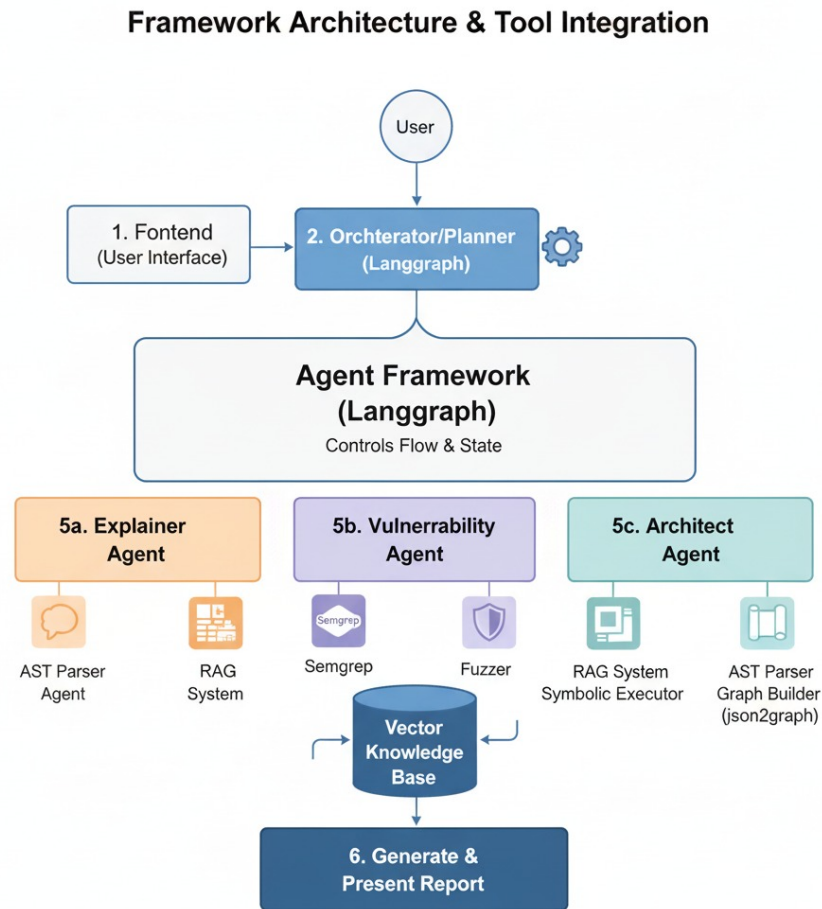 Framework Architecture & Tool Integration
User
1. Fontend
(User Interface)
2. Orchterator/Planner
(Langgraph)
Agent Framework
(Langgraph)
Controls Flow & State
5a. Explainer
Agent
5b. Vulnerrability
Agent
5c. Architect
Agent
AST Parser
Agent
RAG
System
Semgrep
Semgrep
Fuzzer
RAG System
Symbolic Executor
AST Parser
Graph Builder
(json2graph)
Vector
Knowledge
Base
6. Generate &
Present Report